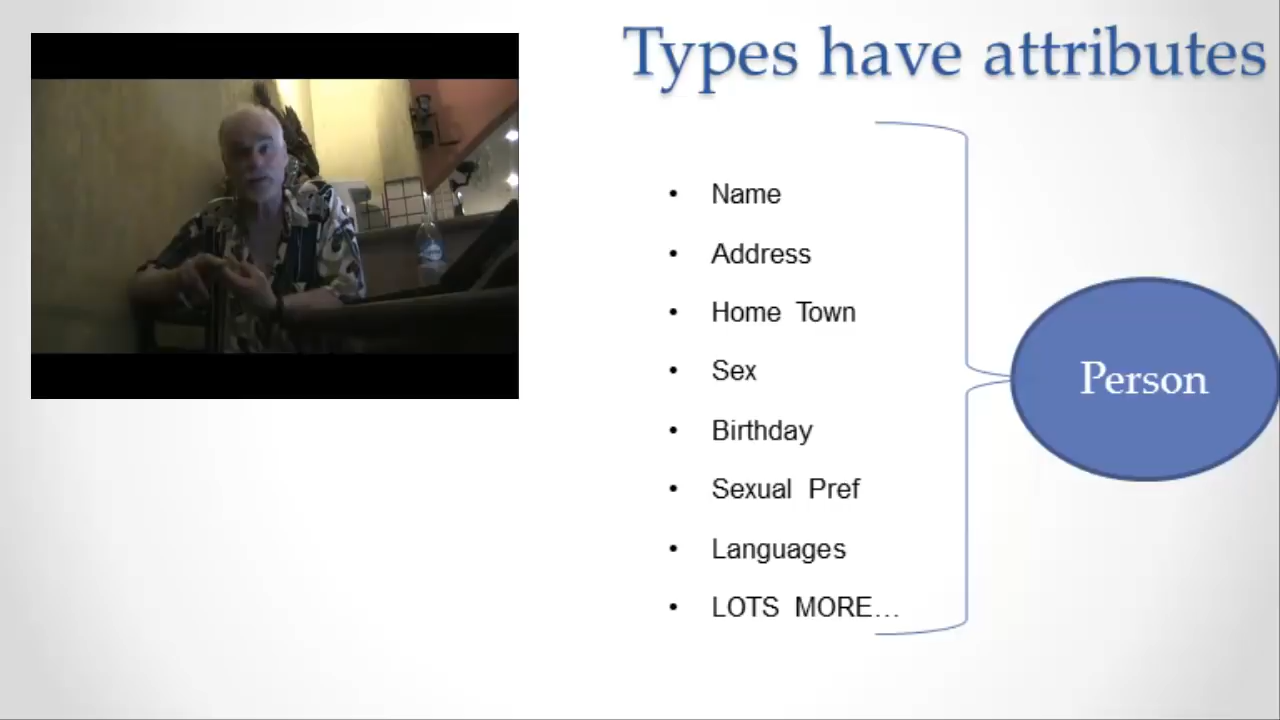 Types have attributes
• Name
• Address
• Home Town
• Sex
• Birthday
• Sexual Pref
• Languages
• LOTS MORE...
Person